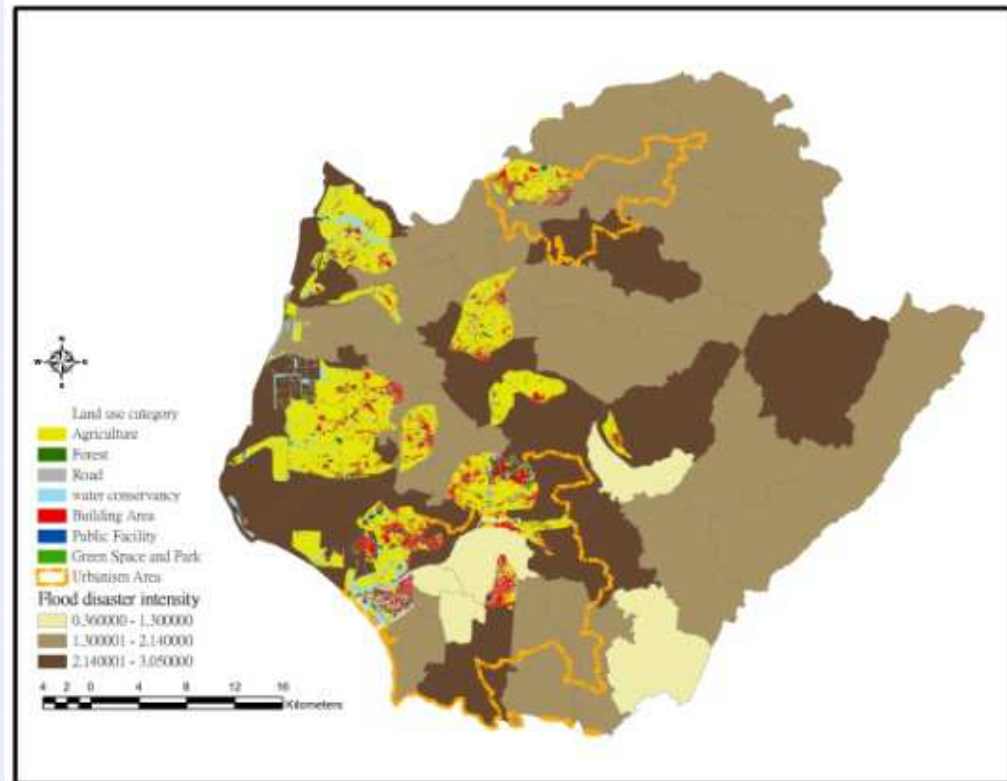 N
W E
S
Land use category
Agriculture
Forest
Road
water conservancy
Building Area
Public Facility
Green Space and Park
Urbanism Area
Flood disaster intensity
0.360000 - 1.300000
1.300001 - 2.140000
2.140001 - 3.050000
4 2 0 4 8 12 16
Kilometers